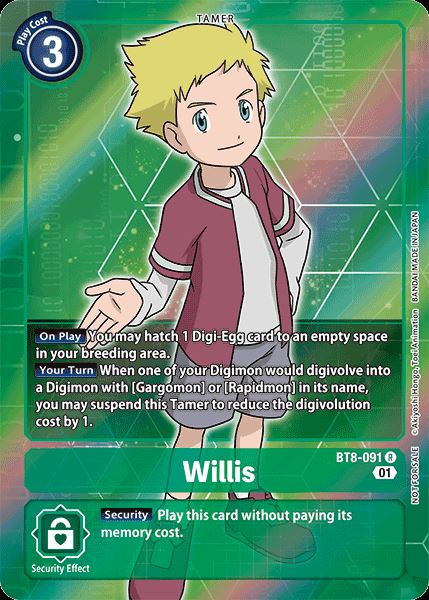 TAMER
Play Cost
3
On Play You may hatch 1 Digi-Egg card to an empty space
in your breeding area.
Your Turn When one of your Digimon would digivolve into
a Digimon with [Gargomon] or [Rapidmon] in its name,
you may suspend this Tamer to reduce the digivolution
cost by 1.
BT8-091 R
Willis
01
Security Play this card without paying its
memory cost.
Security Effect
NOT FOR SALE ©Akiyoshi Hongo, Toei Animation BANDAI MADE IN JAPAN